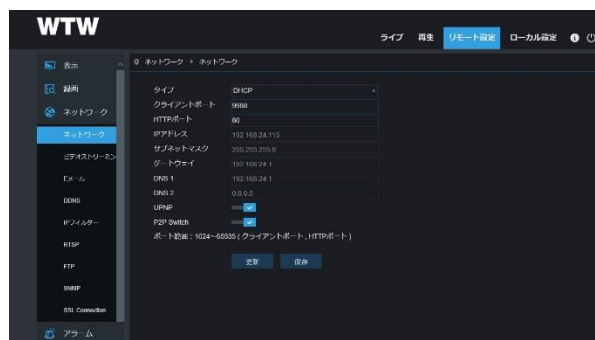 WTW
ライブ 再生 リモート設定 ローカル設定
表示
ネットワーク › ネットワーク
録画
ネットワーク
ネットワーク
ビデオストリーミン
Eメール
DDNS
IPフィルター
RTSP
FTP
SNMP
SSL Connection
アラーム
タイプ DHCP
クライアントポート 9988
HTTPポート 80
IPアドレス 192.168.24.115
サブネットマスク 255.255.255.0
ゲートウェイ 192.168.24.1
DNS 1 192.168.24.1
DNS 2 0.0.0.0
UPNP
P2P Switch
ポート範囲：1024~65535 ( クライアントポート , HTTPポート )
更新 保存